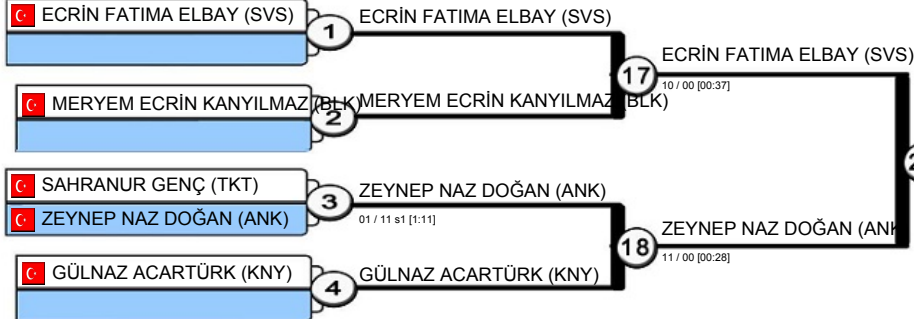 ECRİN FATIMA ELBAY (SVS)
1
ECRİN FATIMA ELBAY (SVS)
17
ECRİN FATIMA ELBAY (SVS)
10 / 00 [00:37]
MERYEM ECRİN KANYILMAZ (BLK)
2
MERYEM ECRİN KANYILMAZ (BLK)
SAHRANUR GENÇ (TKT)
ZEYNEP NAZ DOĞAN (ANK)
3
ZEYNEP NAZ DOĞAN (ANK)
01 / 11 s1 [1:11]
18
ZEYNEP NAZ DOĞAN (ANK
11 / 00 [00:28]
GÜLNAZ ACARTÜRK (KNY)
4
GÜLNAZ ACARTÜRK (KNY)